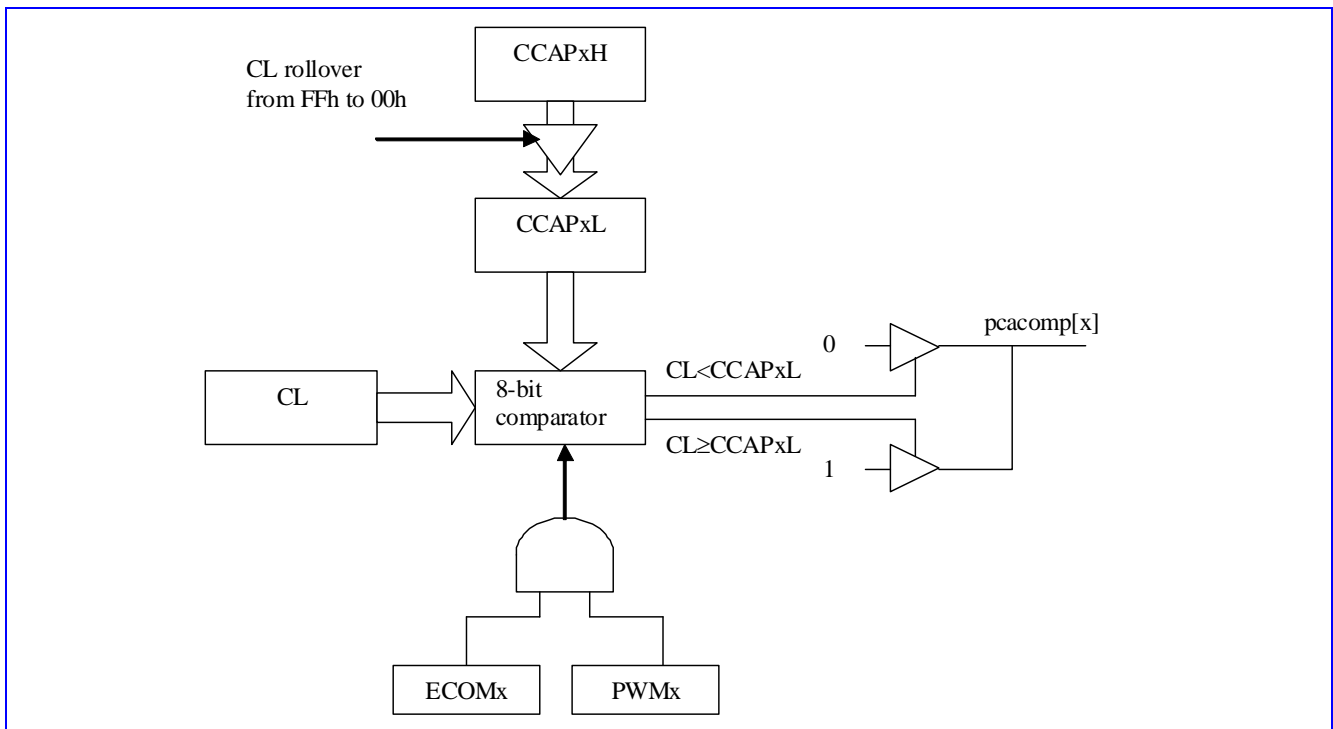 CCAPxH
CL rollover
from FFh to 00h
CCAPxL
pcacomp[x]
0
CL<CCAPxL
CL
8-bit
comparator
CL≥CCAPxL
1
ECOMx
PWMx